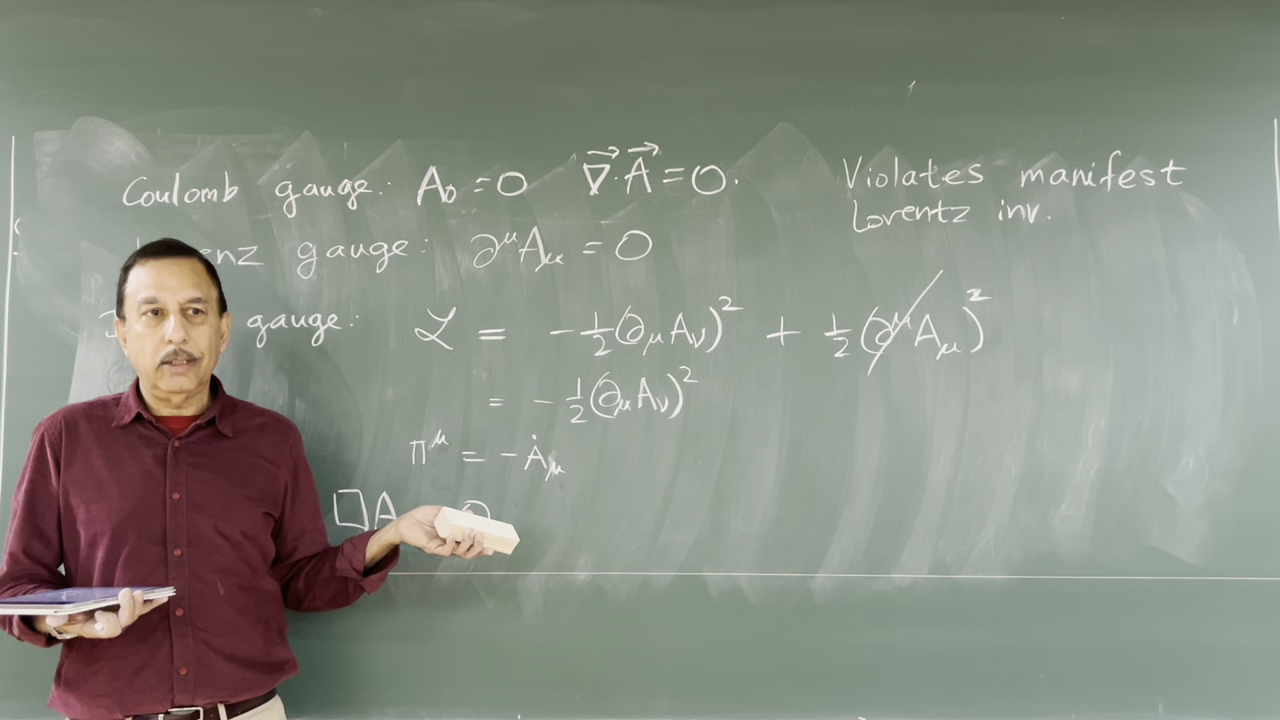 Coulomb gauge: A₀ = 0 ∇⃗·A⃗ = 0. Violates manifest
Lorentz inv.
enz gauge: ∂^μ A_μ = 0
gauge: ℒ = -½(∂_μ A_ν)² + ½(∂^μ A_μ)²
= -½(∂_μ A_ν)²
π^μ = -Ȧ_μ
□A